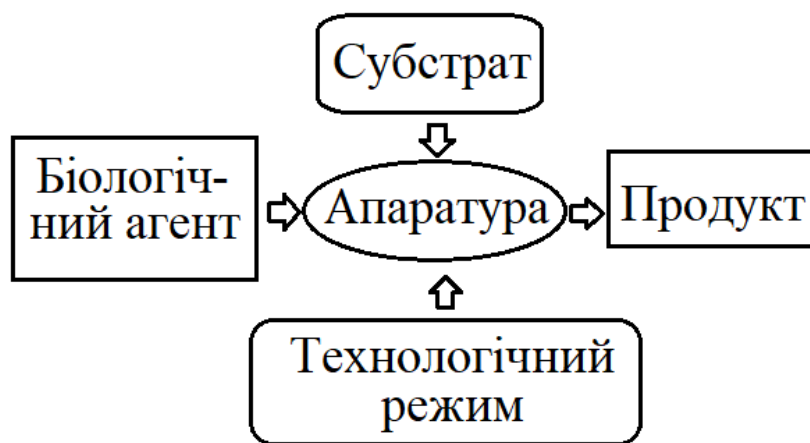 Субстрат
Біологіч-
ний агент
Апаратура
Продукт
Технологічний
режим